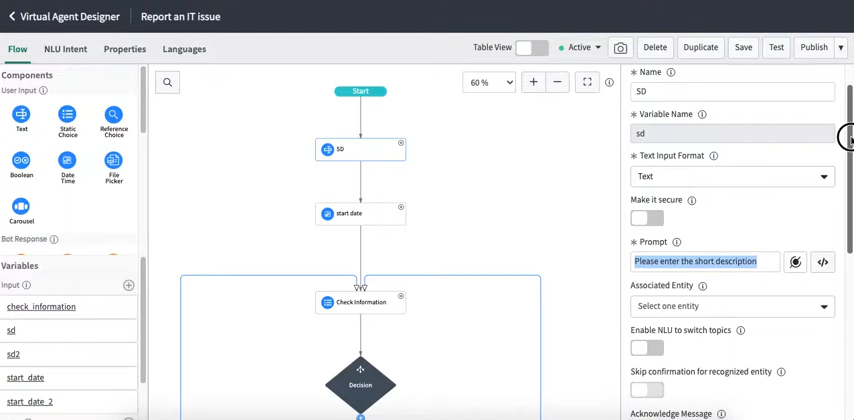 Virtual Agent Designer
Report an IT issue
Flow
NLU Intent
Properties
Languages
Table View
Active
Delete
Duplicate
Save
Test
Publish
Components
User Input
Text
Static
Choice
Reference
Choice
Boolean
Date
Time
File
Picker
Carousel
Bot Response
Variables
Input
check_information
sd
sd2
start_date
start_date_2
60 %
Start
SD
start date
Check Information
Decision
* Name
SD
* Variable Name
sd
* Text Input Format
Text
Make it secure
* Prompt
Please enter the short description
Associated Entity
Select one entity
Enable NLU to switch topics
Skip confirmation for recognized entity
Acknowledge Message